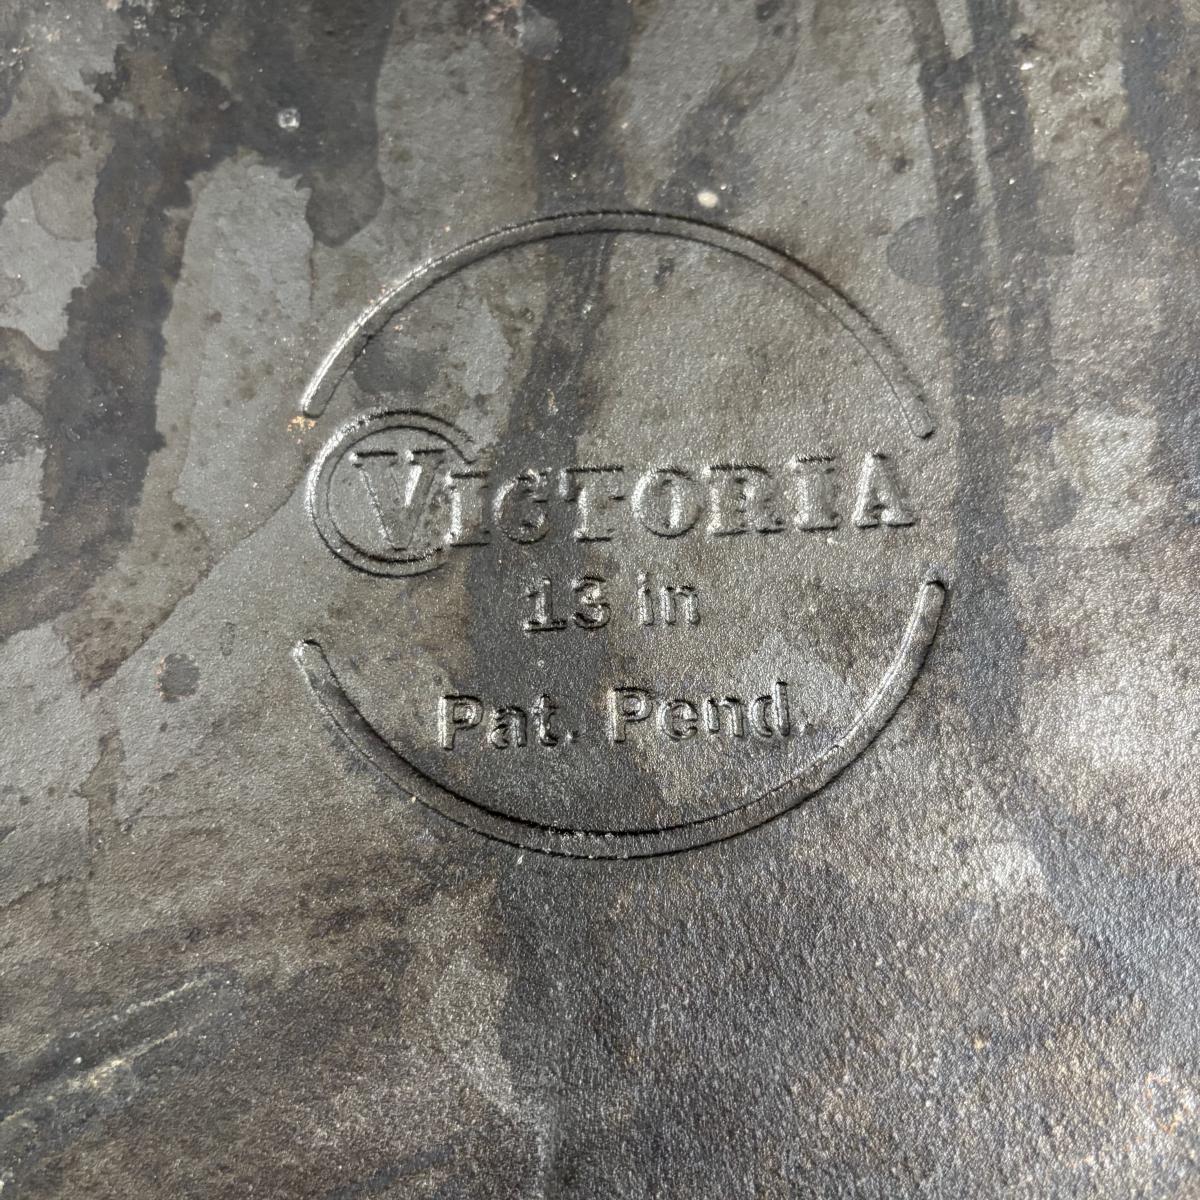 VICTORIA
13 in
Pat. Pend.